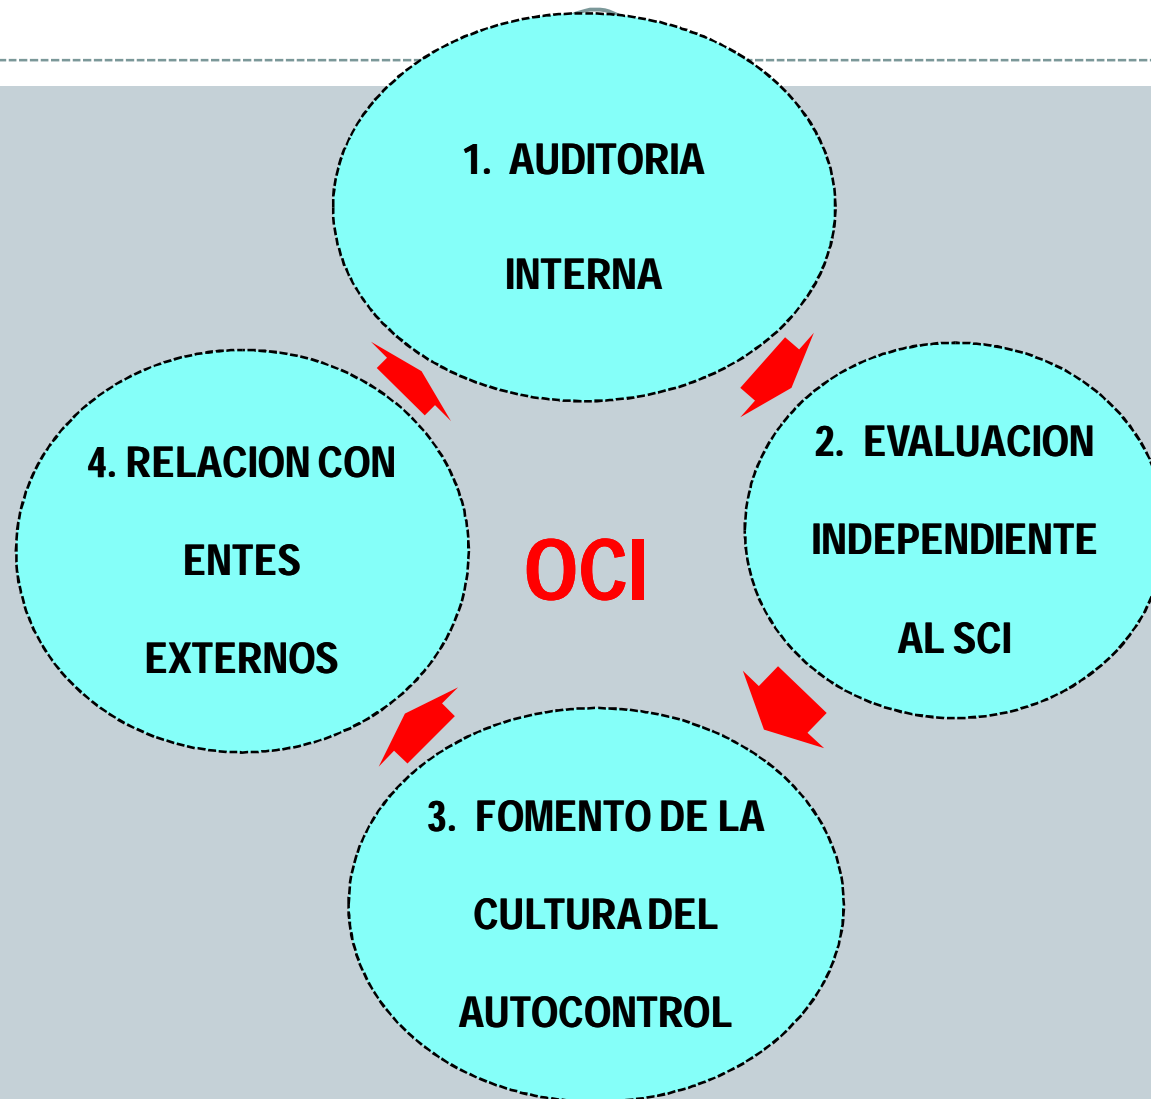 1. AUDITORIA
INTERNA
2. EVALUACION
INDEPENDIENTE
AL SCI
4. RELACION CON
ENTES
EXTERNOS
OCI
3. FOMENTO DE LA
CULTURA DEL
AUTOCONTROL